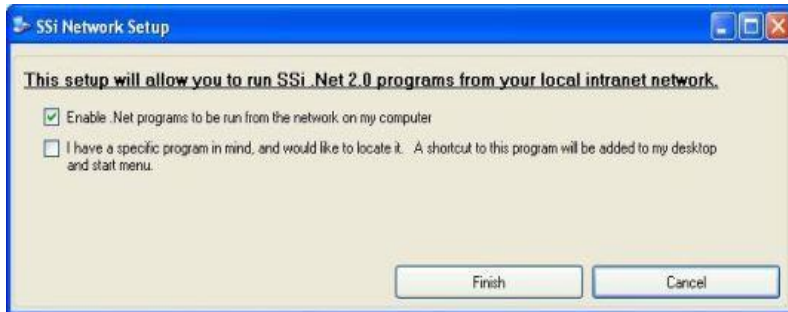 SSi Network Setup
This setup will allow you to run SSi .Net 2.0 programs from your local intranet network.
Enable .Net programs to be run from the network on my computer
I have a specific program in mind, and would like to locate it. A shortcut to this program will be added to my desktop
and start menu.
Finish Cancel